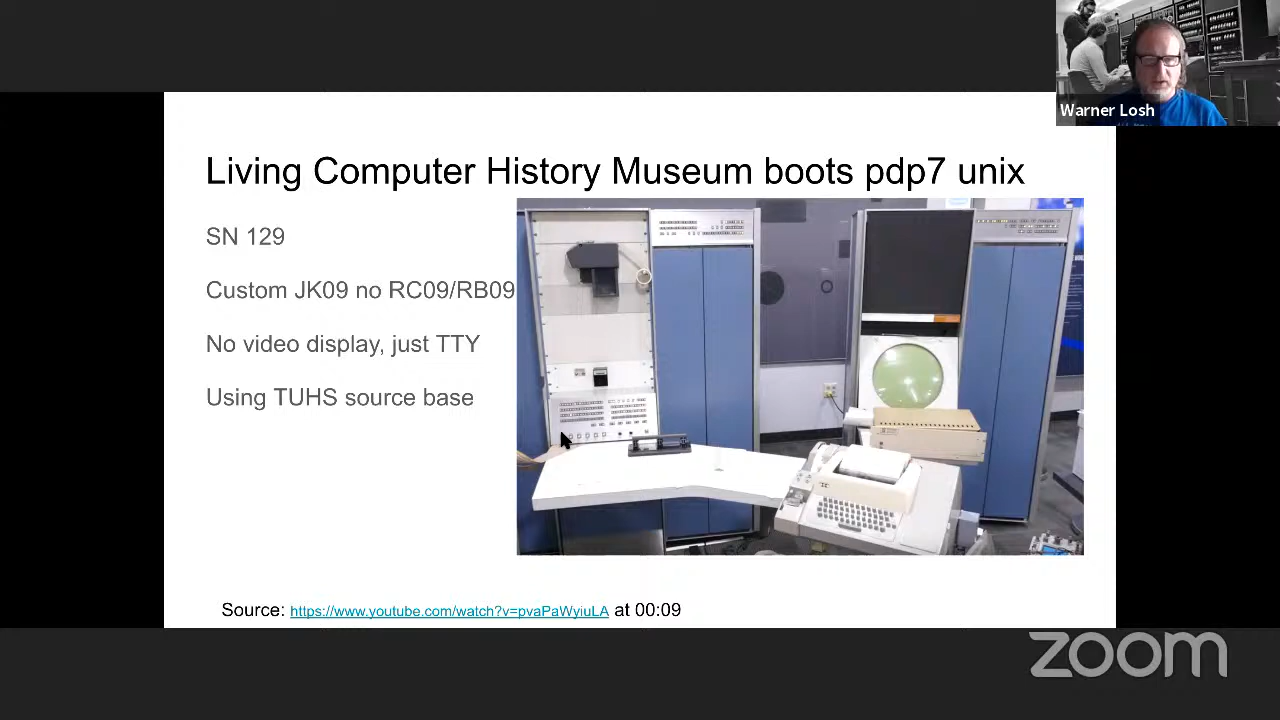 Warner Losh
Living Computer History Museum boots pdp7 unix
SN 129
Custom JK09 no RC09/RB09
No video display, just TTY
Using TUHS source base
Source: https://www.youtube.com/watch?v=pvaPaWyiuLA at 00:09
zoom